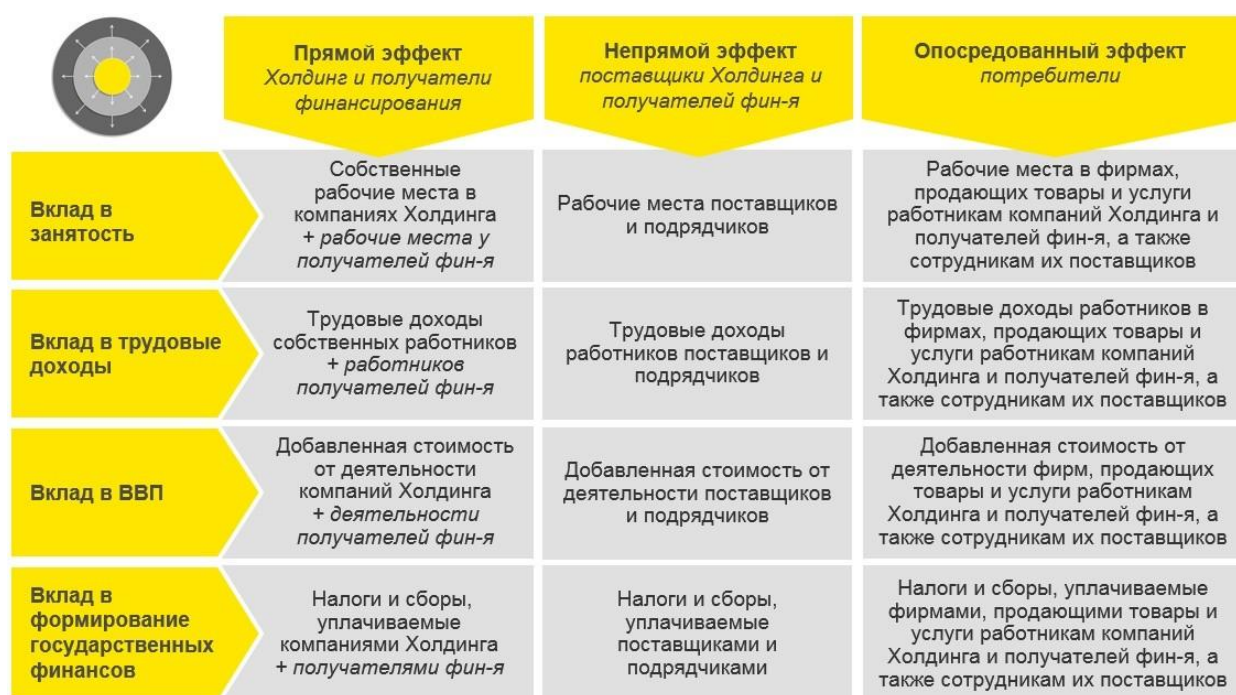 Прямой эффект
Холдинг и получатели
финансирования
Непрямой эффект
поставщики Холдинга и
получателей фин-я
Опосредованный эффект
потребители
Вклад в
занятость
Собственные
рабочие места в
компаниях Холдинга
+ рабочие места у
получателей фин-я
Рабочие места поставщиков
и подрядчиков
Рабочие места в фирмах,
продающих товары и услуги
работникам компаний Холдинга и
получателей фин-я, а также
сотрудникам их поставщиков
Вклад в трудовые
доходы
Трудовые доходы
собственных работников
+ работников
получателей фин-я
Трудовые доходы
работников поставщиков и
подрядчиков
Трудовые доходы работников в
фирмах, продающих товары и
услуги работникам компаний
Холдинга и получателей фин-я, а
также сотрудникам их поставщиков
Вклад в ВВП
Добавленная стоимость
от деятельности
компаний Холдинга
+ деятельности
получателей фин-я
Добавленная стоимость от
деятельности поставщиков
и подрядчиков
Добавленная стоимость от
деятельности фирм, продающих
товары и услуги работникам
Холдинга и получателей фин-я, а
также сотрудникам их поставщиков
Вклад в
формирование
государственных
финансов
Налоги и сборы,
уплачиваемые
компаниями Холдинга
+ получателями фин-я
Налоги и сборы,
уплачиваемые
поставщиками и
подрядчиками
Налоги и сборы, уплачиваемые
фирмами, продающими товары и
услуги работникам компаний
Холдинга и получателей фин-я, а
также сотрудникам их поставщиков